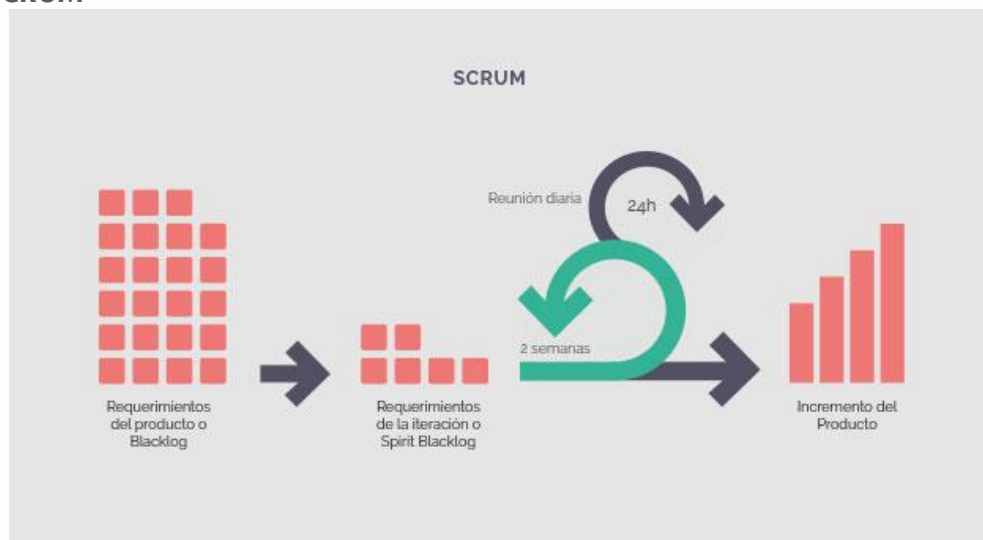 SCRUM
Reunión diaria
24h
2 semanas
Requerimientos
del producto o
Blacklog
Requerimientos
de la iteración o
Spirit Blacklog
Incremento del
Producto